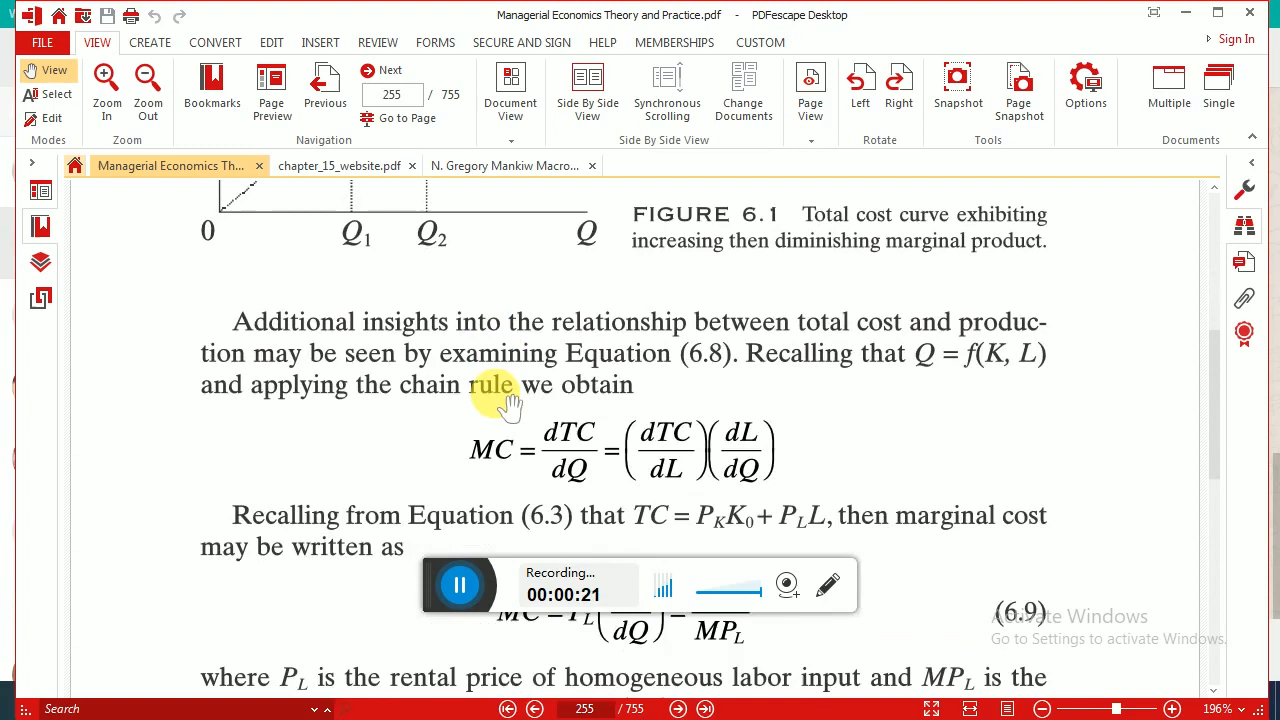 Managerial Economics Theory and Practice.pdf - PDFescape Desktop
FILE VIEW CREATE CONVERT EDIT INSERT REVIEW FORMS SECURE AND SIGN HELP MEMBERSHIPS CUSTOM Sign In
View
Select
Edit
Modes
Zoom In
Zoom Out
Zoom
Bookmarks
Page Preview
Previous
Next
255 / 755
Go to Page
Navigation
Document View
Side By Side View
Synchronous Scrolling
Change Documents
Side By Side View
Page View
Left
Right
Rotate
Snapshot
Page Snapshot
Tools
Options
Multiple
Single
Documents
Managerial Economics Th... × chapter_15_website.pdf × N. Gregory Mankiw Macro... ×
0 Q₁ Q₂ Q
FIGURE 6.1 Total cost curve exhibiting
increasing then diminishing marginal product.
Additional insights into the relationship between total cost and produc-
tion may be seen by examining Equation (6.8). Recalling that Q = f(K, L)
and applying the chain rule we obtain
MC = dTC/dQ = (dTC/dL)(dL/dQ)
Recalling from Equation (6.3) that TC = P_K K₀ + P_L L, then marginal cost
may be written as
Recording...
00:00:21
MC = P_L ( /dQ) = /MP_L (6.9)
Activate Windows
Go to Settings to activate Windows.
where P_L is the rental price of homogeneous labor input and MP_L is the
Search 255 / 755 196%